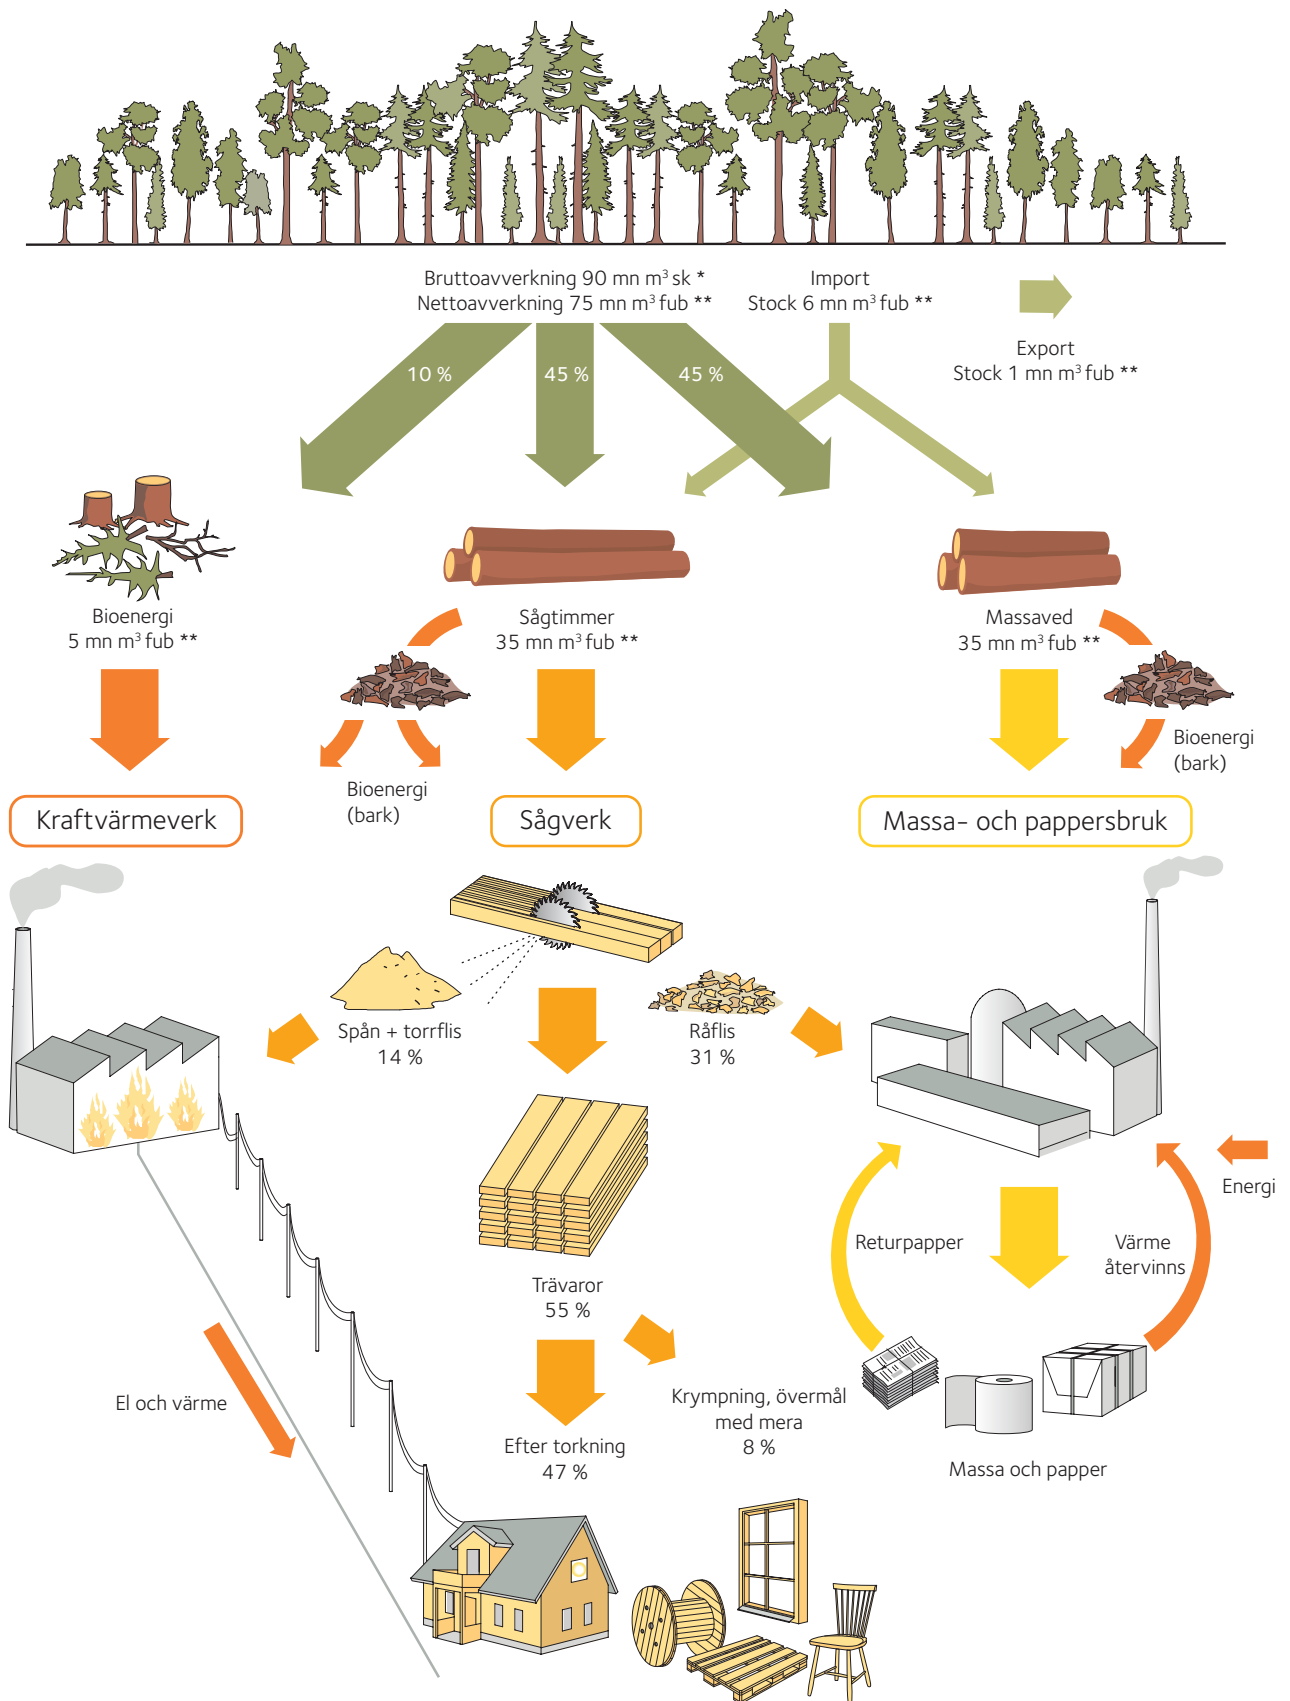 Bruttoavverkning 90 mn m³ sk *
Nettoavverkning 75 mn m³ fub **
Import
Stock 6 mn m³ fub **
Export
Stock 1 mn m³ fub **
10 %
45 %
45 %
Bioenergi
5 mn m³ fub **
Sågtimmer
35 mn m³ fub **
Massaved
35 mn m³ fub **
Bioenergi
(bark)
Bioenergi
(bark)
Kraftvärmeverk
Sågverk
Massa- och pappersbruk
Spån + torrflis
14 %
Råflis
31 %
Trävaror
55 %
Returpapper
Värme
återvinns
Energi
El och värme
Efter torkning
47 %
Krympning, övermål
med mera
8 %
Massa och papper